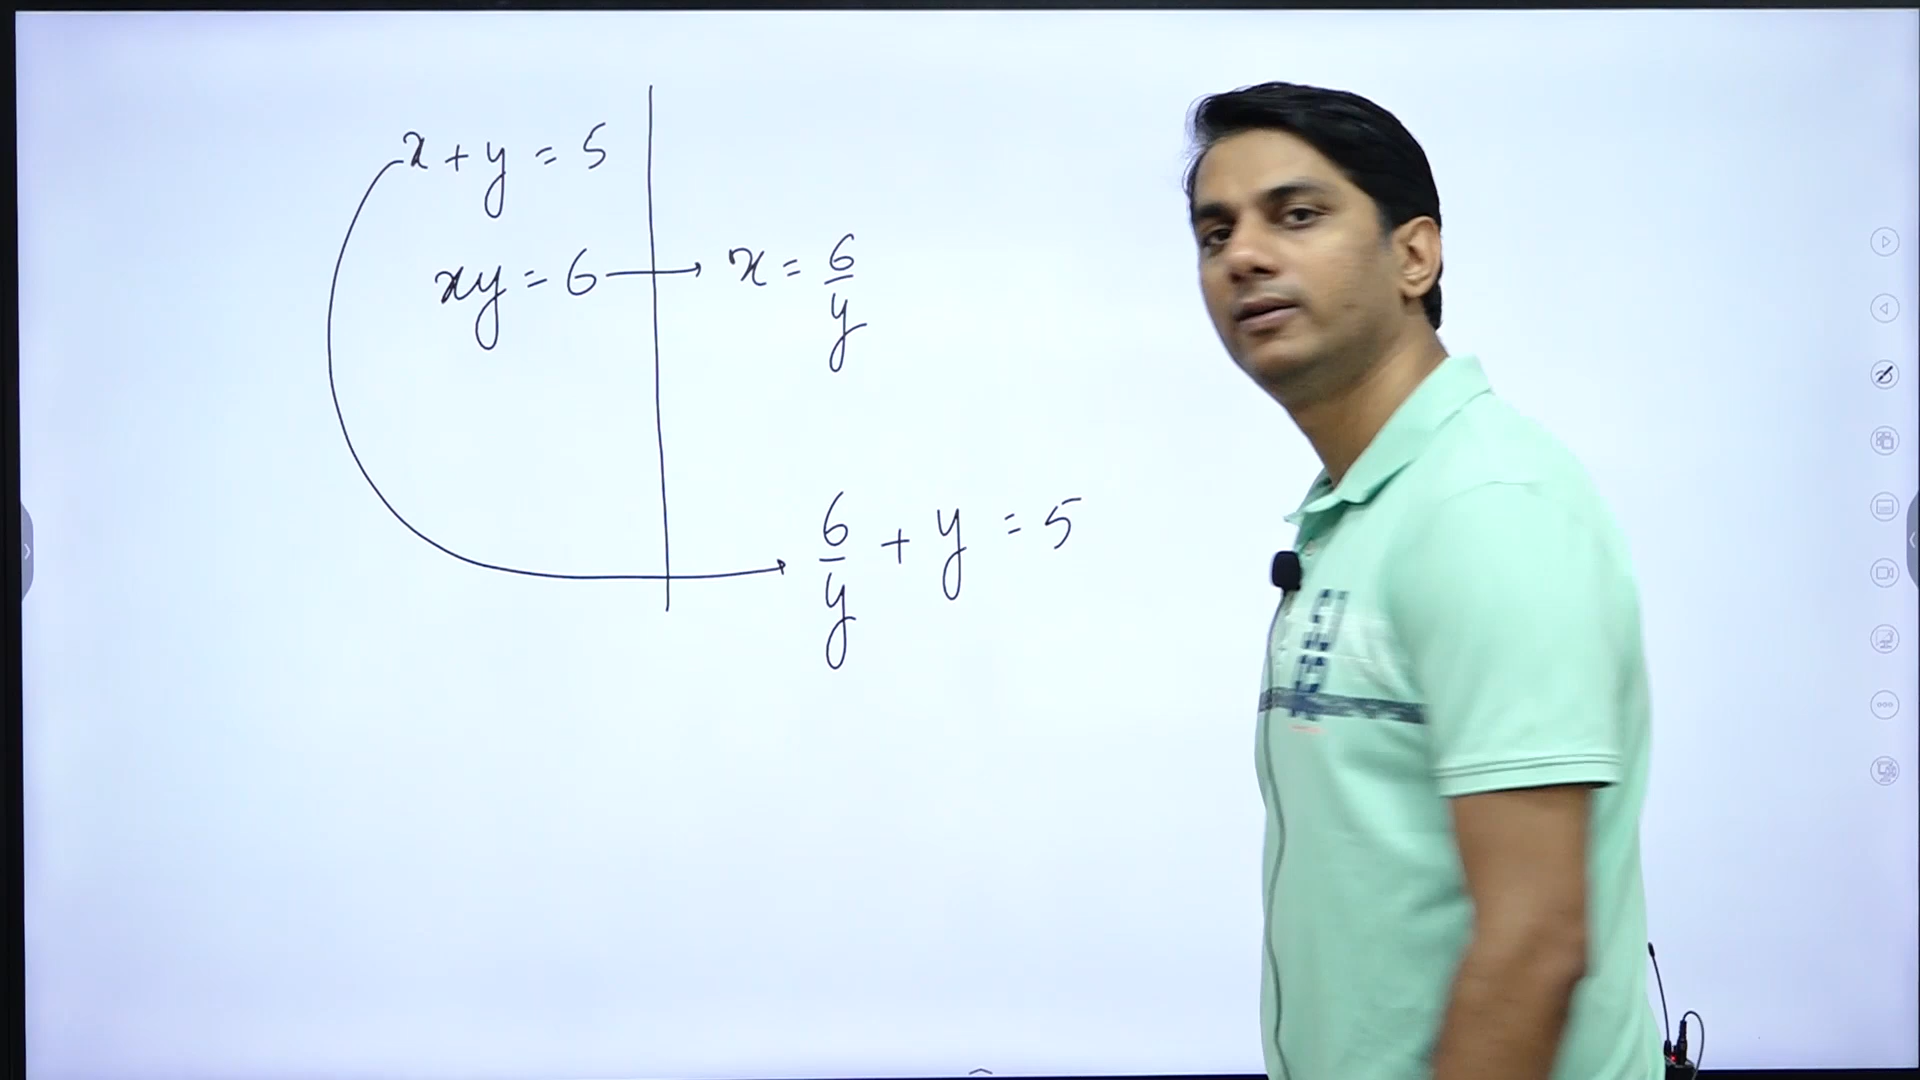 x + y = 5
xy = 6 → x = 6/y
6/y + y = 5